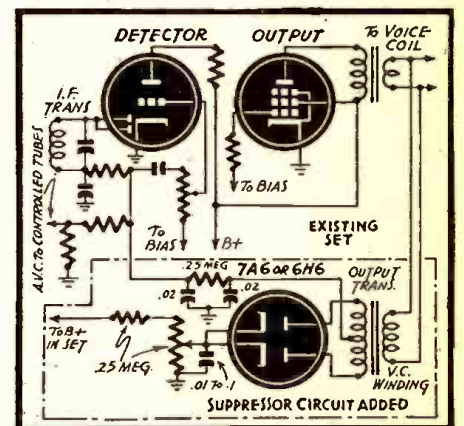 DETECTOR
OUTPUT
To VOICE-
COIL
I.F.
TRANS
A.V.C. TO CONTROLLED TUBES
To
BIAS
B+
To BIAS
EXISTING
SET
.25 MEG.
7A6 OR 6H6
OUTPUT
TRANS.
.02
.02
To B+
IN SET
.25 MEG.
.01 TO .1
V.C.
WINDING
SUPPRESSOR CIRCUIT ADDED